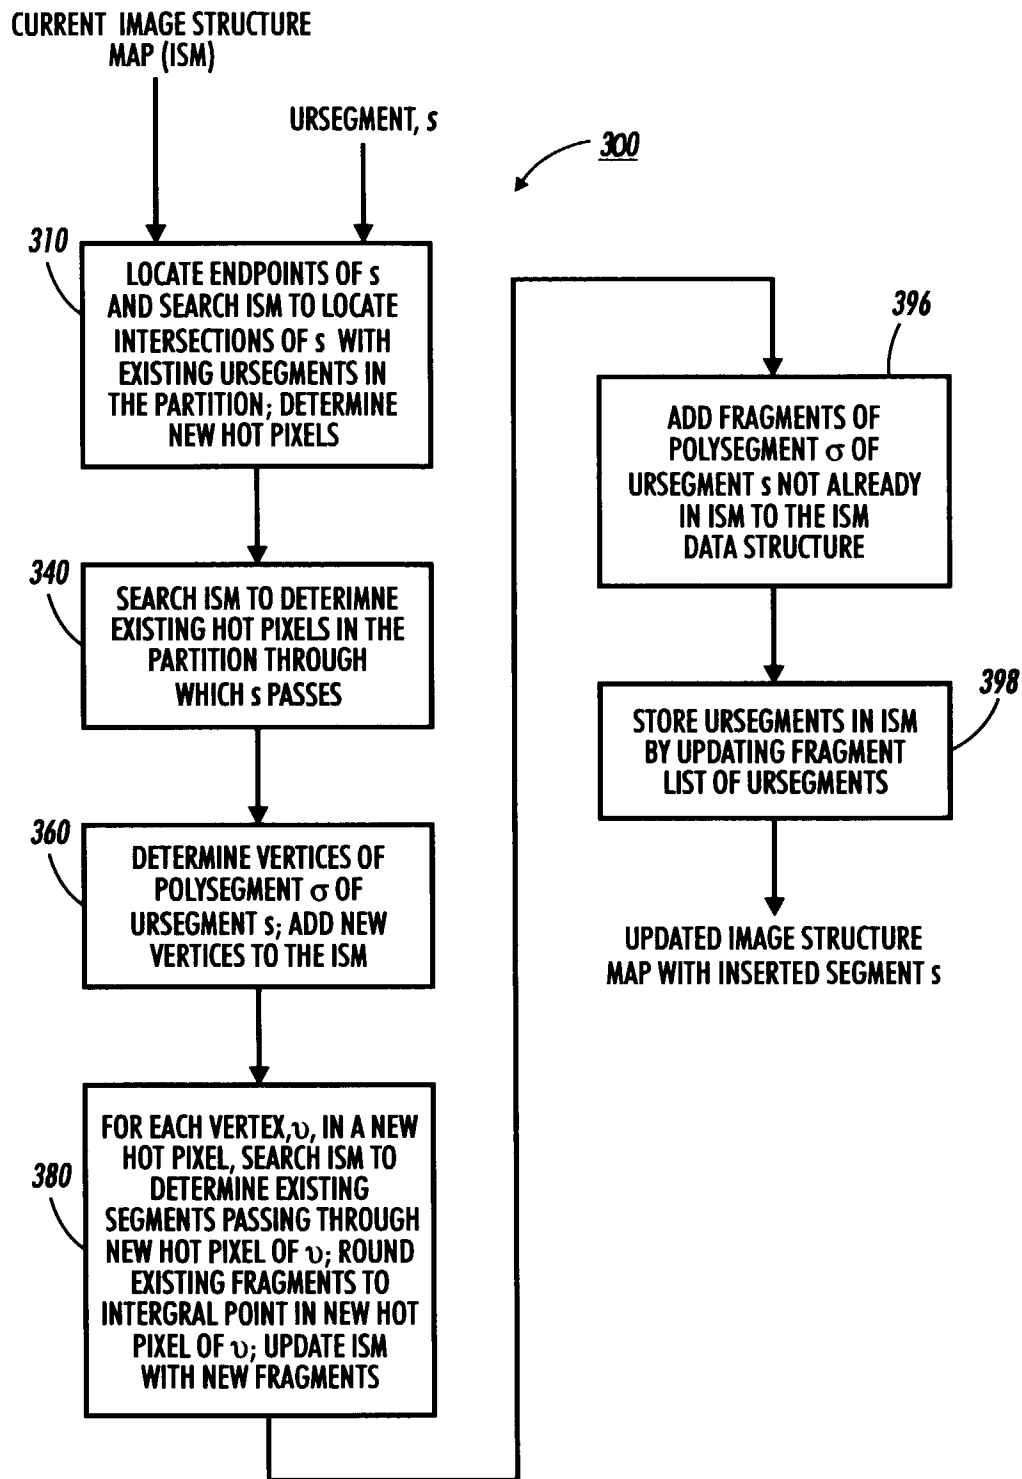 CURRENT IMAGE STRUCTURE
MAP (ISM)
URSEGMENT, s
300
310
LOCATE ENDPOINTS OF s
AND SEARCH ISM TO LOCATE
INTERSECTIONS OF s WITH
EXISTING URSEGMENTS IN
THE PARTITION; DETERMINE
NEW HOT PIXELS
340
SEARCH ISM TO DETERIMNE
EXISTING HOT PIXELS IN THE
PARTITION THROUGH
WHICH s PASSES
360
DETERMINE VERTICES OF
POLYSEGMENT σ OF
URSEGMENT s; ADD NEW
VERTICES TO THE ISM
380
FOR EACH VERTEX,υ, IN A NEW
HOT PIXEL, SEARCH ISM TO
DETERMINE EXISTING
SEGMENTS PASSING THROUGH
NEW HOT PIXEL OF υ; ROUND
EXISTING FRAGMENTS TO
INTERGRAL POINT IN NEW HOT
PIXEL OF υ; UPDATE ISM
WITH NEW FRAGMENTS
396
ADD FRAGMENTS OF
POLYSEGMENT σ OF
URSEGMENT s NOT ALREADY
IN ISM TO THE ISM
DATA STRUCTURE
398
STORE URSEGMENTS IN ISM
BY UPDATING FRAGMENT
LIST OF URSEGMENTS
UPDATED IMAGE STRUCTURE
MAP WITH INSERTED SEGMENT s